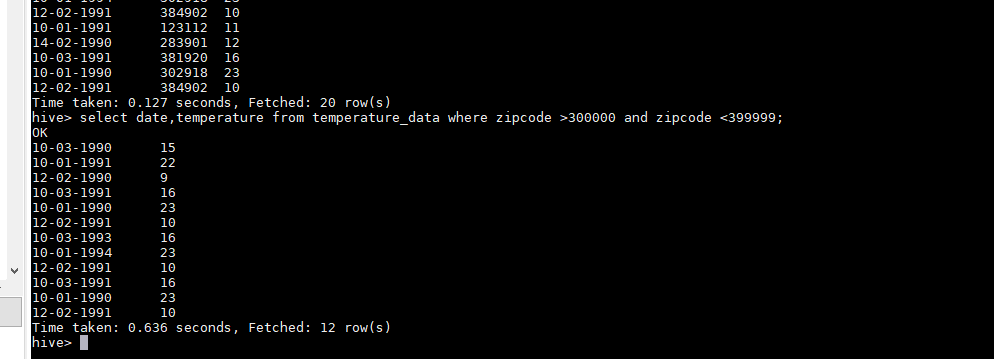 12-02-1991 384902 10
10-01-1991 123112 11
14-02-1990 283901 12
10-03-1991 381920 16
10-01-1990 302918 23
12-02-1991 384902 10
Time taken: 0.127 seconds, Fetched: 20 row(s)
hive> select date,temperature from temperature_data where zipcode >300000 and zipcode <399999;
OK
10-03-1990 15
10-01-1991 22
12-02-1990 9
10-03-1991 16
10-01-1990 23
12-02-1991 10
10-03-1993 16
10-01-1994 23
12-02-1991 10
10-03-1991 16
10-01-1990 23
12-02-1991 10
Time taken: 0.636 seconds, Fetched: 12 row(s)
hive>